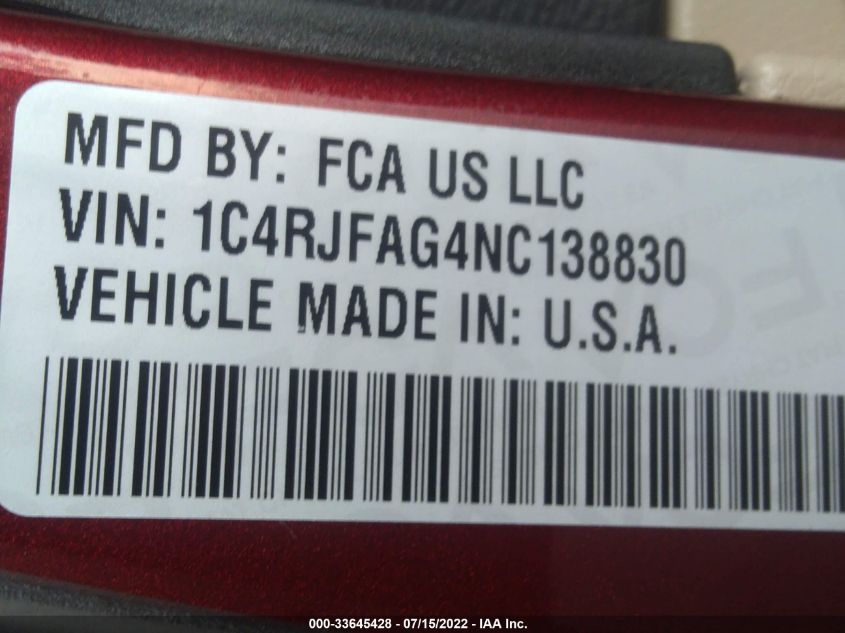 MFD BY: FCA US LLC
VIN: 1C4RJFAG4NC138830
VEHICLE MADE IN: U.S.A.
000-33645428 - 07/15/2022 - IAA Inc.